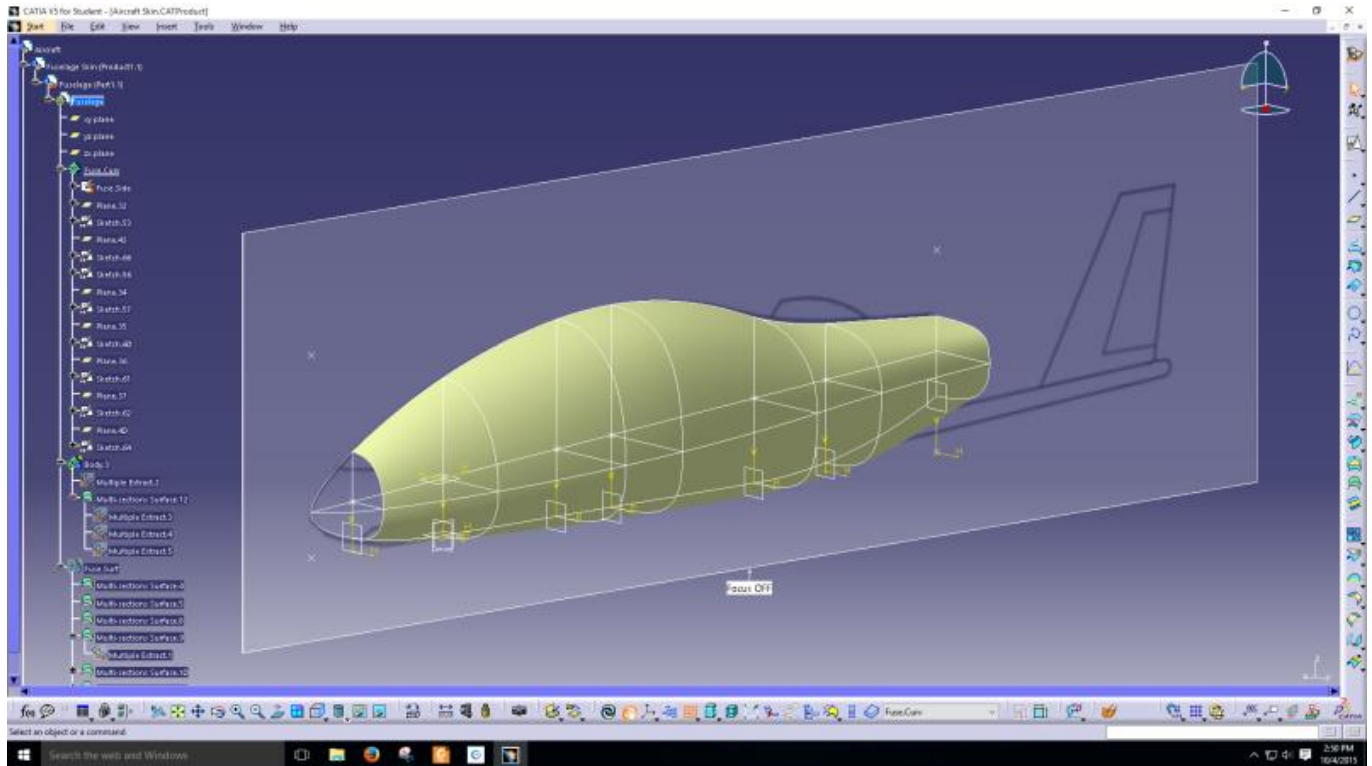 CATIA V5 for Student - [Aircraft Skin.CATProduct]
Start File Edit View Insert Tools Window Help
Aircraft
Fuselage Skin (Product1.1)
Fuselage (Part1.1)
Fuselage
xy plane
yz plane
zx plane
Fuse.Cam
Fuse.Side
Plane.32
Sketch.53
Plane.45
Sketch.66
Sketch.56
Plane.34
Sketch.57
Plane.35
Sketch.60
Plane.36
Sketch.61
Plane.37
Sketch.62
Plane.40
Sketch.64
Body.3
Multiple Extract.2
Multi-sections Surface.12
Multiple Extract.3
Multiple Extract.4
Multiple Extract.5
Fuse Surf
Multi-sections Surface.4
Multi-sections Surface.5
Multi-sections Surface.8
Multi-sections Surface.9
Multiple Extract.1
Multi-sections Surface.10
Focus OFF
Fuse.Cam
Select an object or a command
Search the web and Windows
2:50 PM
10/4/2015